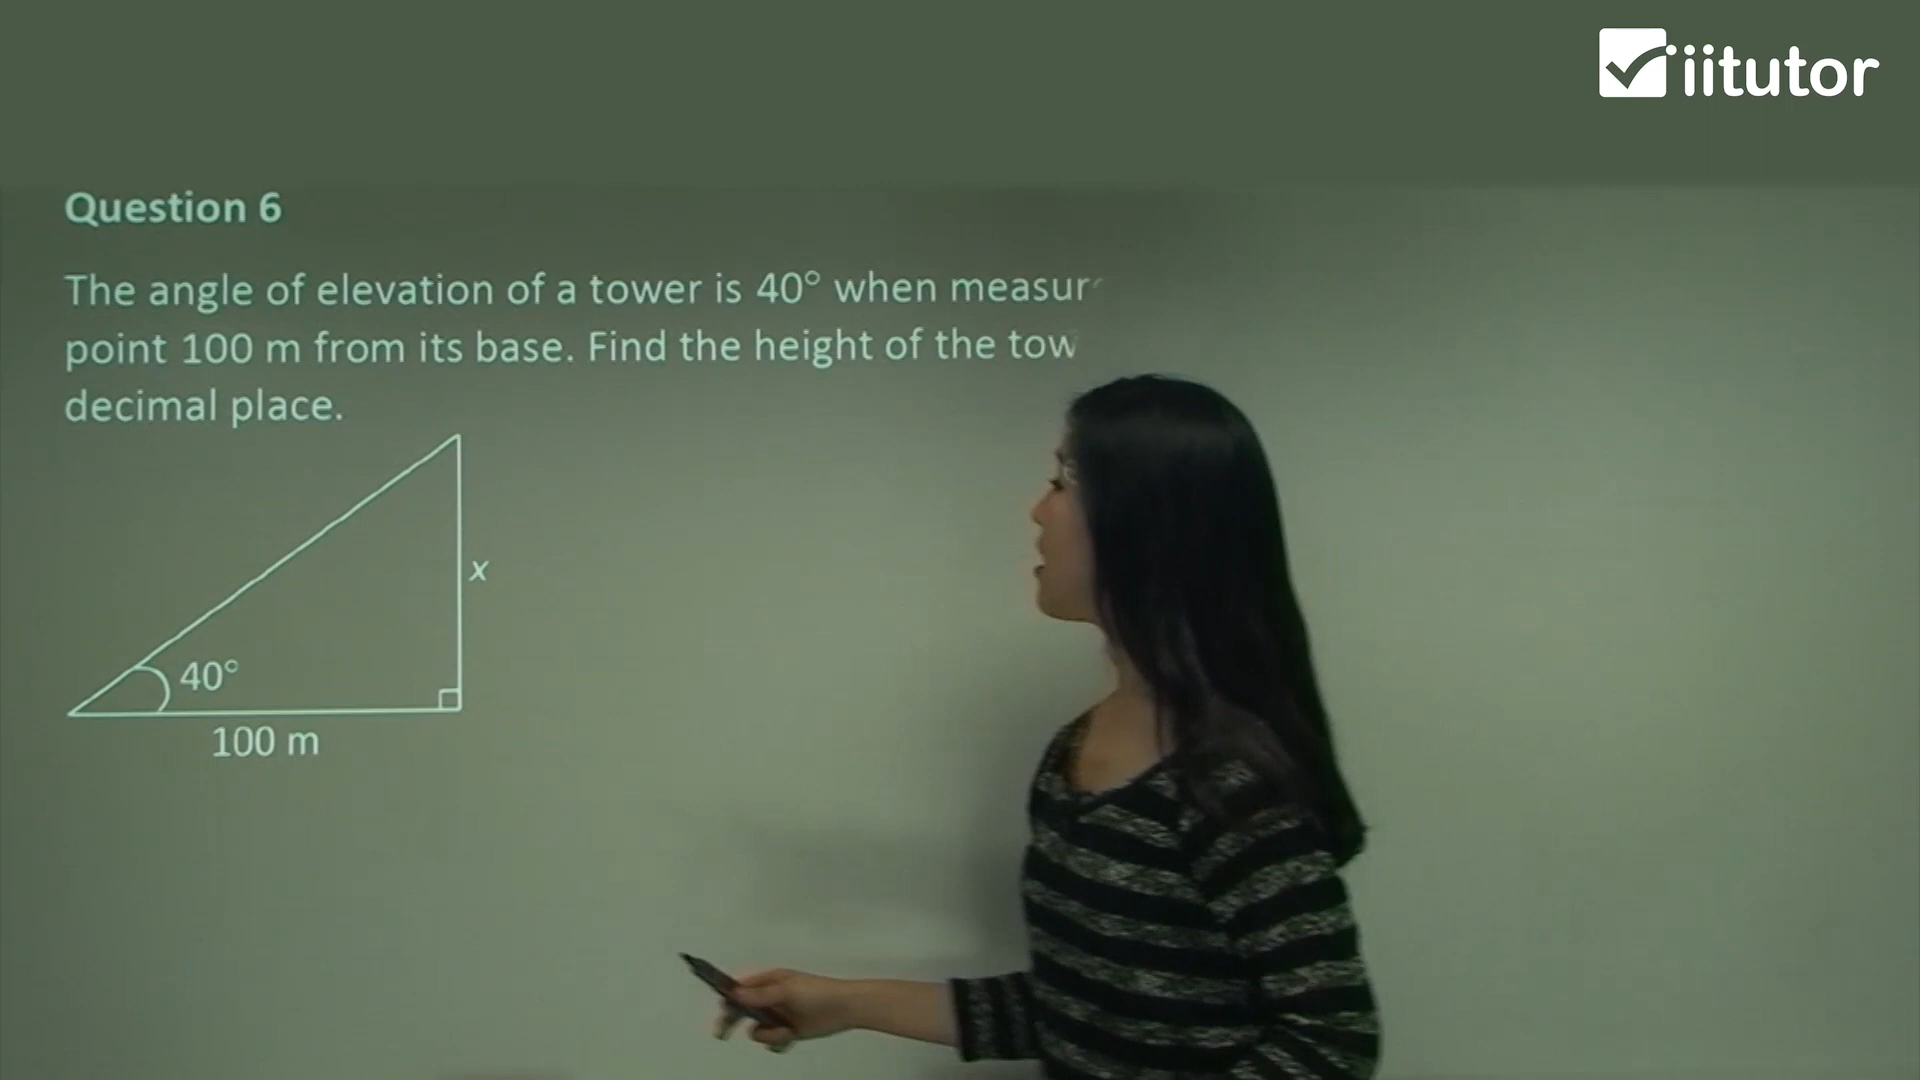 iitutor
Question 6
The angle of elevation of a tower is 40° when
point 100 m from its base. Find the height of the
decimal place.
x
40°
100 m